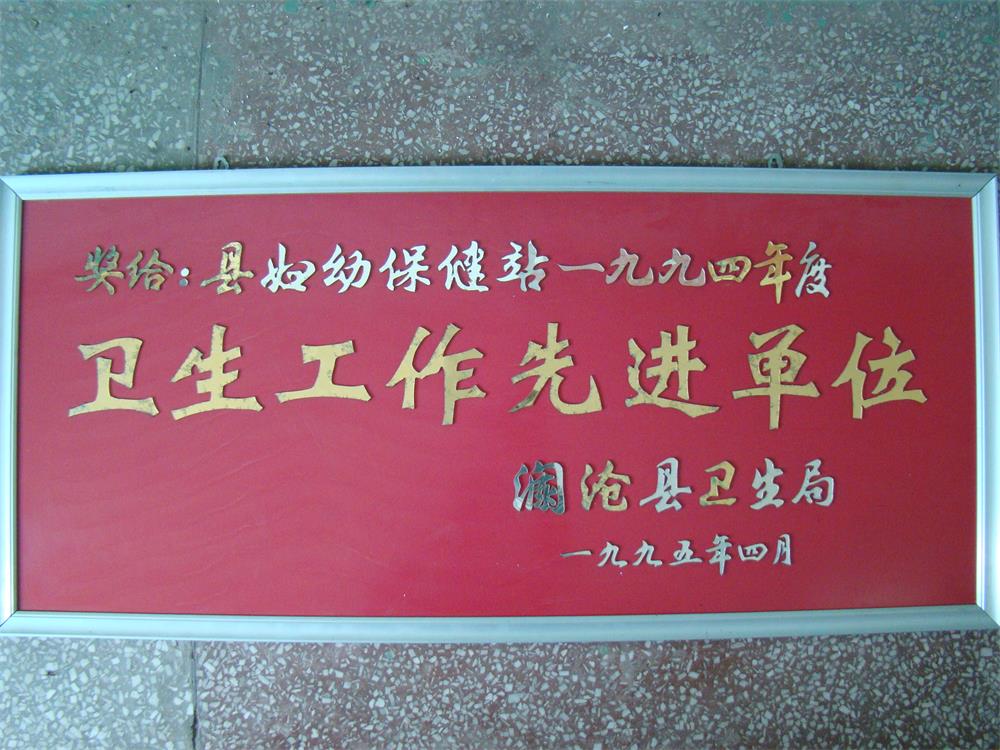 奖给:县妇幼保健站一九九四年度
卫生工作先进单位
澜沧县卫生局
一九九五年四月